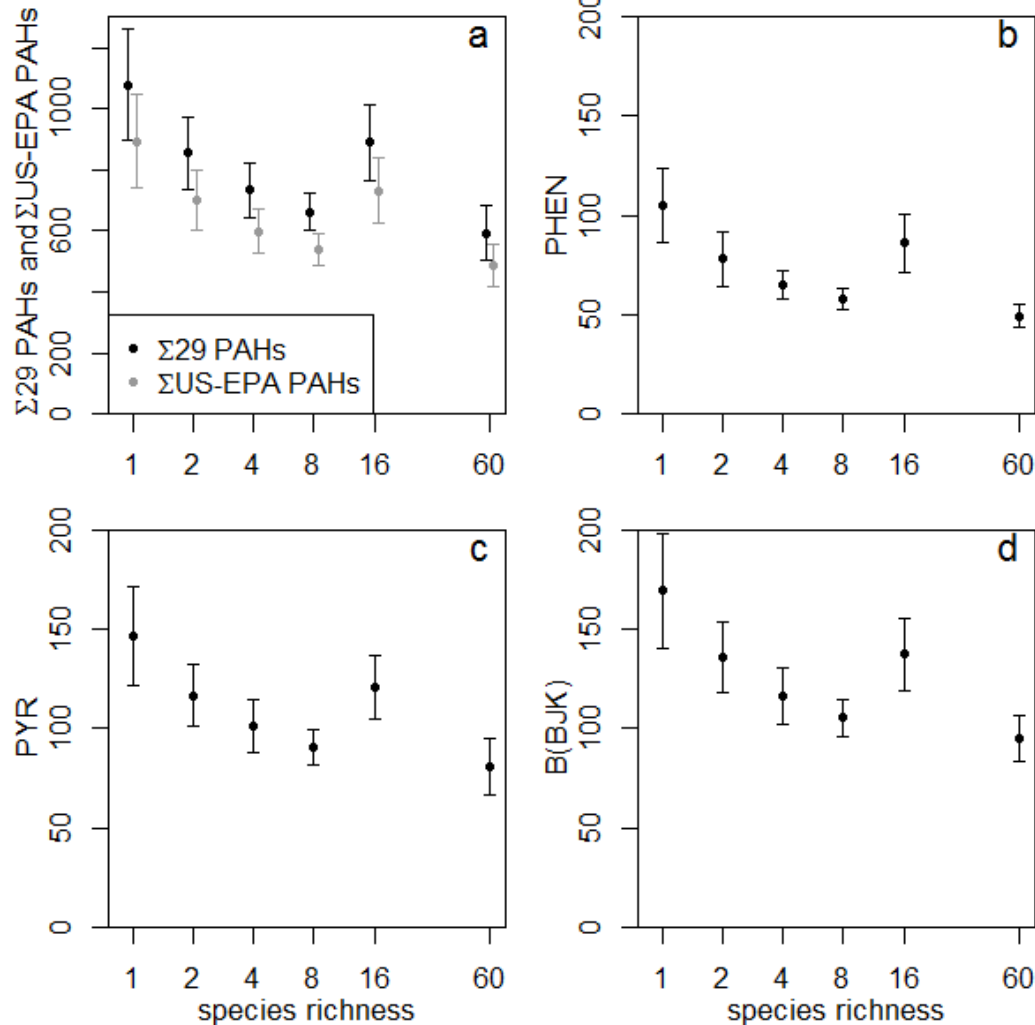 a
Σ29 PAHs and ΣUS-EPA PAHs
0
200
600
1000
Σ29 PAHs
ΣUS-EPA PAHs
1 2 4 8 16 60
b
PHEN
0
50
100
150
200
1 2 4 8 16 60
c
PYR
0
50
100
150
200
1 2 4 8 16 60
species richness
d
B(BJK)
0
50
100
150
200
1 2 4 8 16 60
species richness